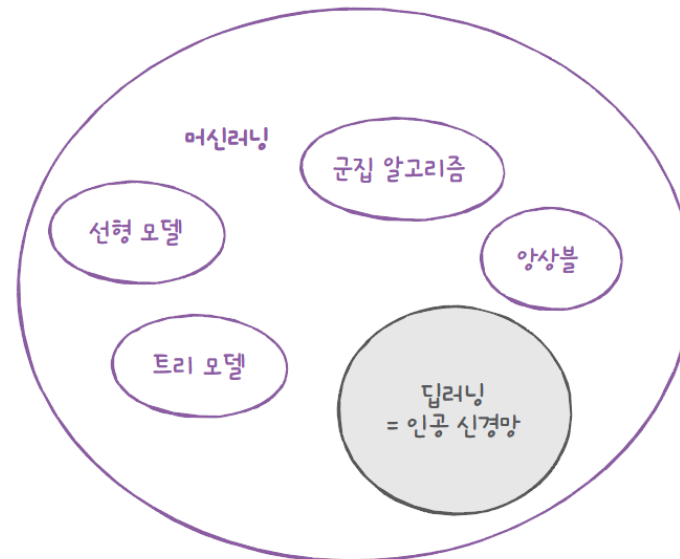 머신러닝
군집 알고리즘
선형 모델
앙상블
트리 모델
딥러닝
= 인공 신경망